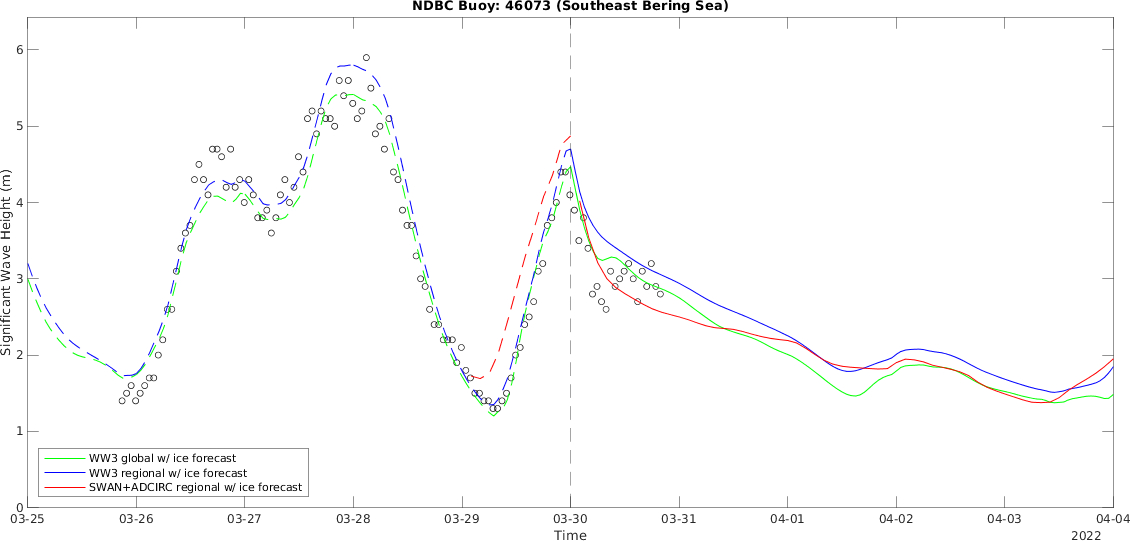 NDBC Buoy: 46073 (Southeast Bering Sea)
6
5
4
3
2
1
0
Significant Wave Height (m)
03-25 03-26 03-27 03-28 03-29 03-30 03-31 04-01 04-02 04-03 04-04
Time
2022
WW3 global w/ ice forecast
WW3 regional w/ ice forecast
SWAN+ADCIRC regional w/ ice forecast